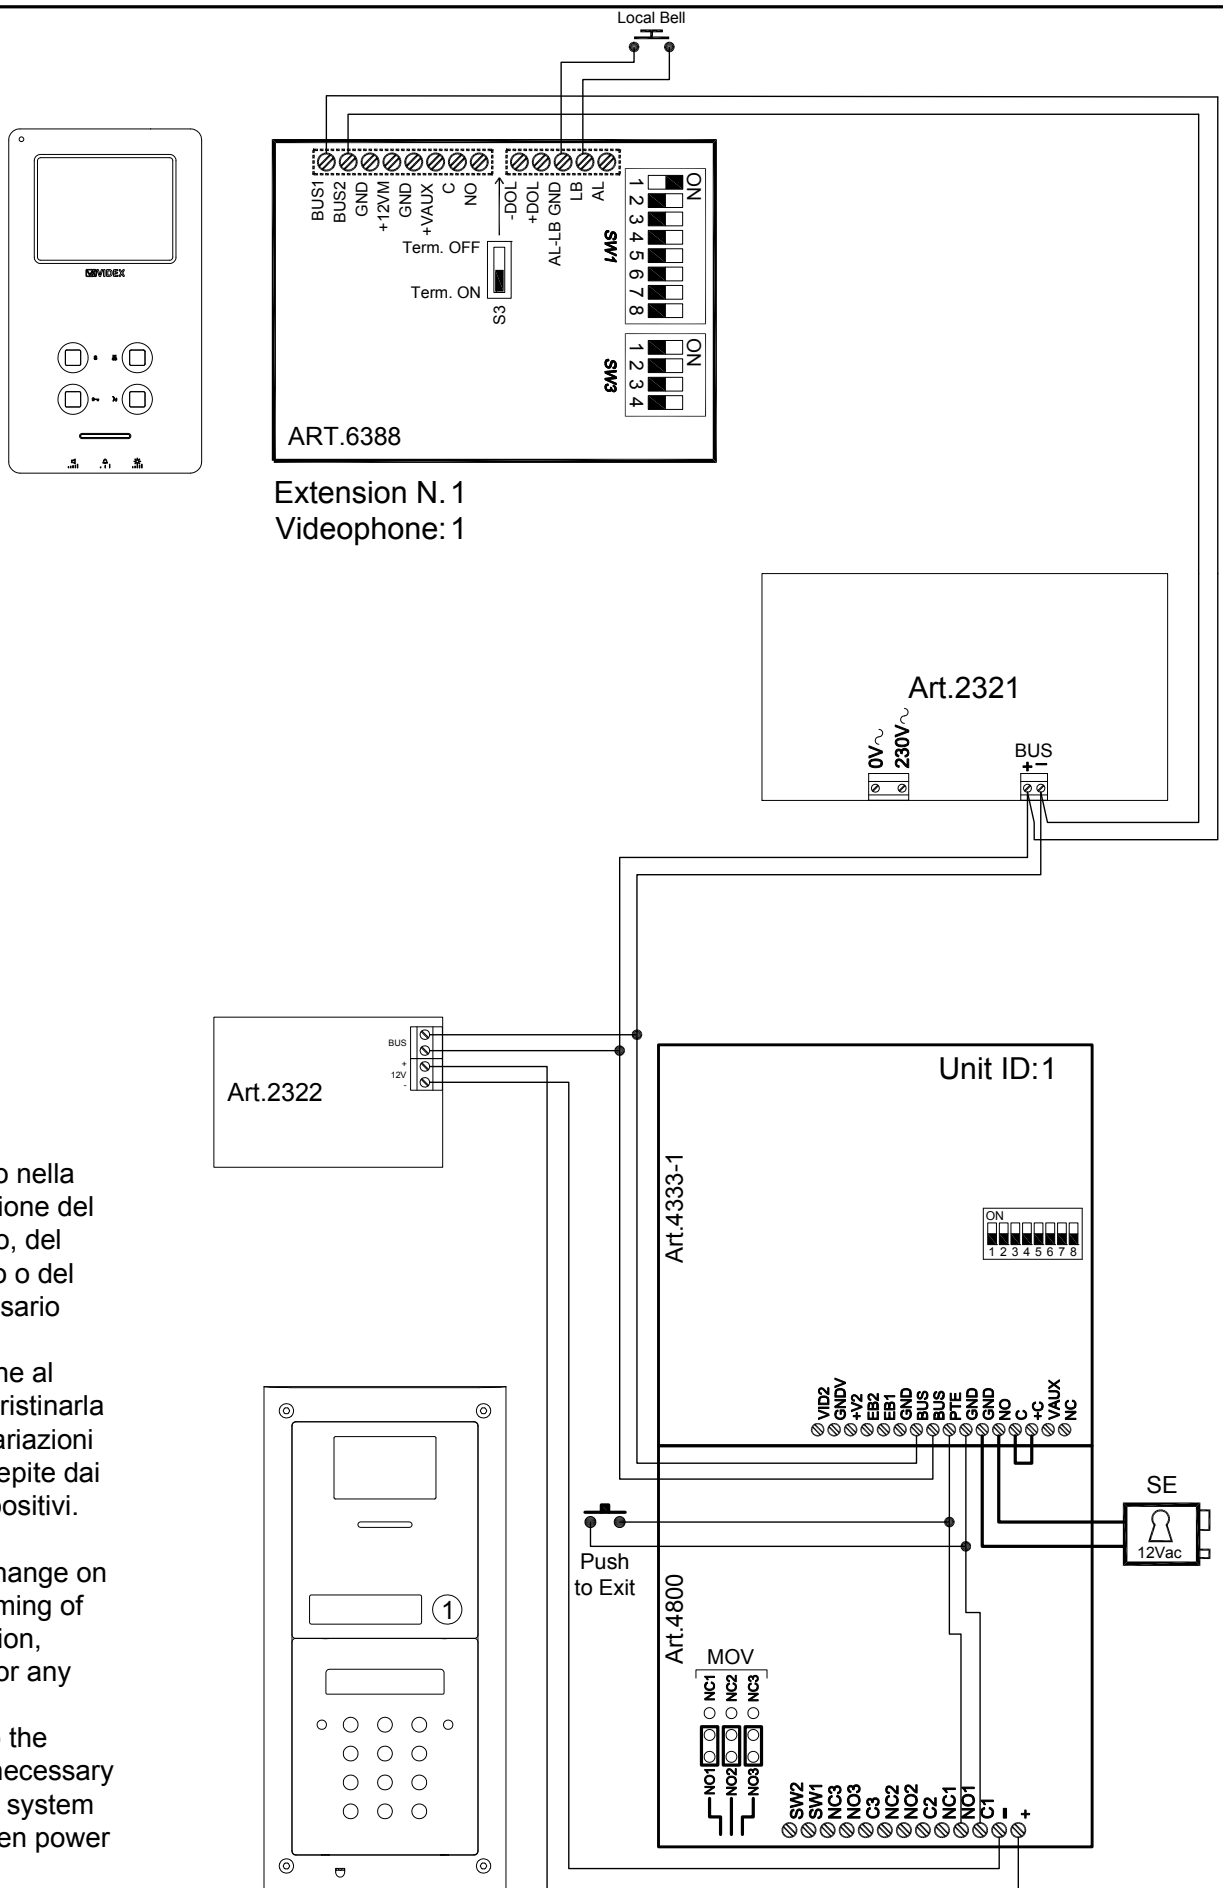 Local Bell
VIDEX
BUS1
BUS2
GND
+12VM
GND
+VAUX
C
NO
-DOL
+DOL
AL-LB GND
LB
AL
Term. OFF
Term. ON
S3
SW1
ON
1 2 3 4 5 6 7 8
SW3
ON
1 2 3 4
ART.6388
Extension N. 1
Videophone: 1
Art.2321
0V~
230V~
BUS
+ −
Art.2322
BUS
+
12V
-
Unit ID:1
Art.4333-1
ON
1 2 3 4 5 6 7 8
VID2
GNDV
+V2
EB2
EB1
GND
BUS
BUS
PTE
GND
GND
NO
C
+C
VAUX
NC
SE
12Vac
Push
to Exit
Art.4800
MOV
NC1
NC2
NC3
NO1
NO2
NO3
SW2
SW1
NC3
NO3
C3
NC2
NO2
C2
NC1
NO1
C1
−
+
1
o nella
ione del
o, del
o o del
sario
ne al
ristinarla
ariazioni
epite dai
positivi.
hange on
ming of
ion,
or any
the
necessary
system
en power